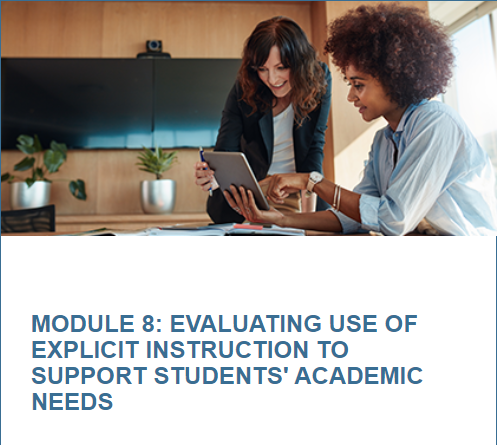 MODULE 8: EVALUATING USE OF
EXPLICIT INSTRUCTION TO
SUPPORT STUDENTS' ACADEMIC
NEEDS